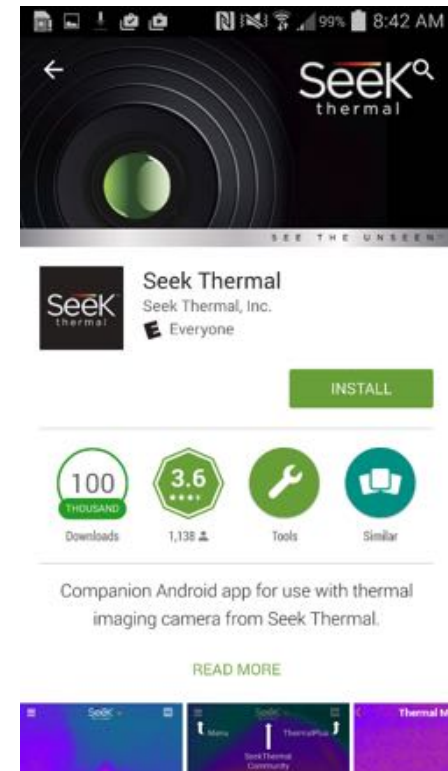 99% 8:42 AM
Seek
thermal
SEE THE UNSEEN
Seek Thermal
Seek Thermal, Inc.
E Everyone
Seek
thermal
INSTALL
100
THOUSAND
3.6
Downloads
1,138
Tools
Similar
Companion Android app for use with thermal
imaging camera from Seek Thermal.
READ MORE
Seek
Seek
Thermal M
Menu
ThermalPlus
SeekThermal
Community